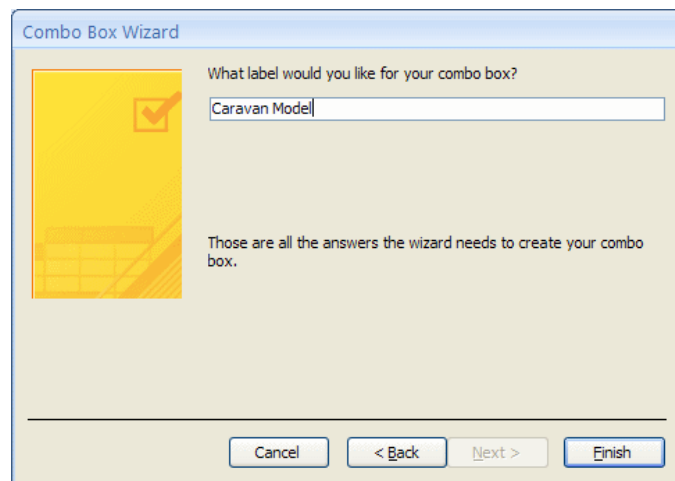 Combo Box Wizard
What label would you like for your combo box?
Caravan Model
Those are all the answers the wizard needs to create your combo
box.
Cancel
< Back
Next >
Finish